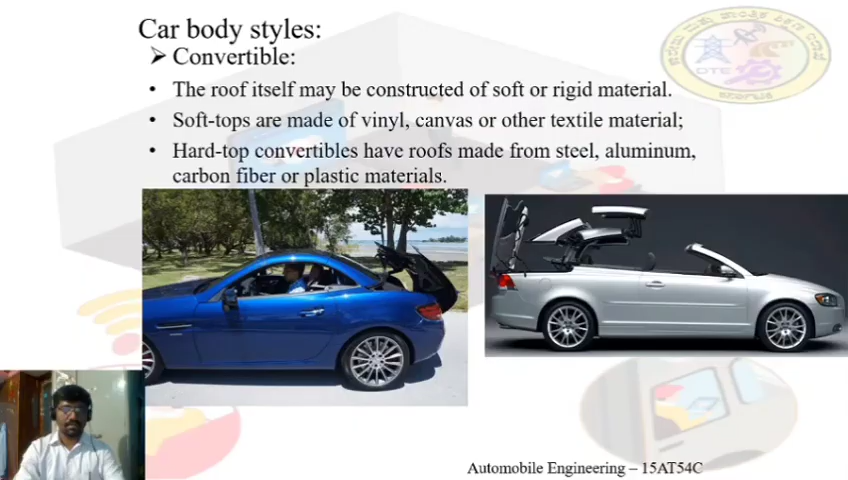 Car body styles:
➢ Convertible:
• The roof itself may be constructed of soft or rigid material.
• Soft-tops are made of vinyl, canvas or other textile material;
• Hard-top convertibles have roofs made from steel, aluminum,
carbon fiber or plastic materials.
DTE
Automobile Engineering – 15AT54C